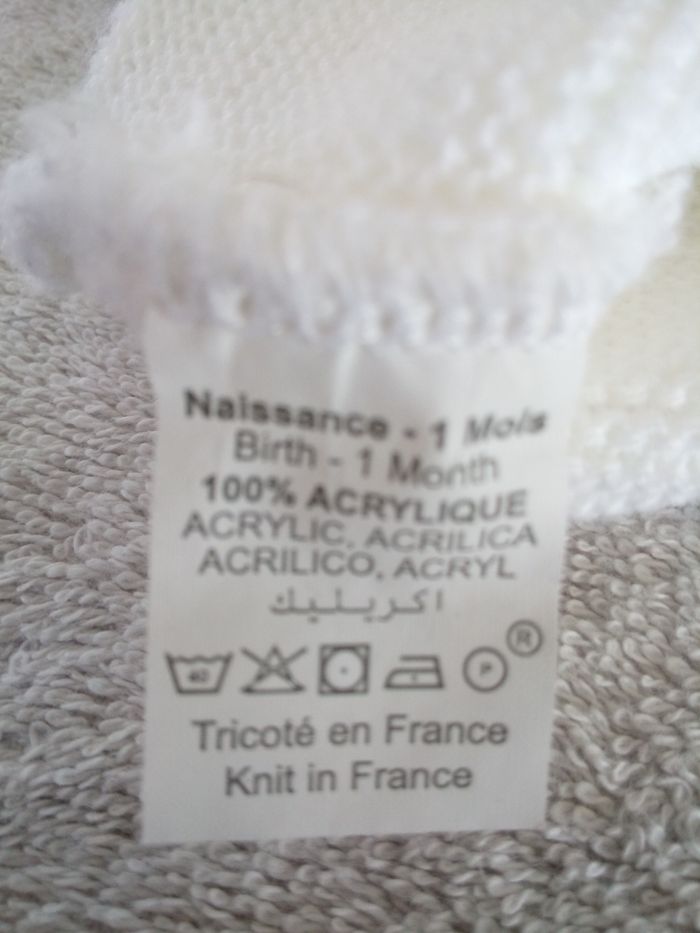 Naissance - 1 Mois
Birth - 1 Month
100% ACRYLIQUE
ACRYLIC, ACRILICA
ACRILICO, ACRYL
اكريليك
40
P ®
Tricoté en France
Knit in France